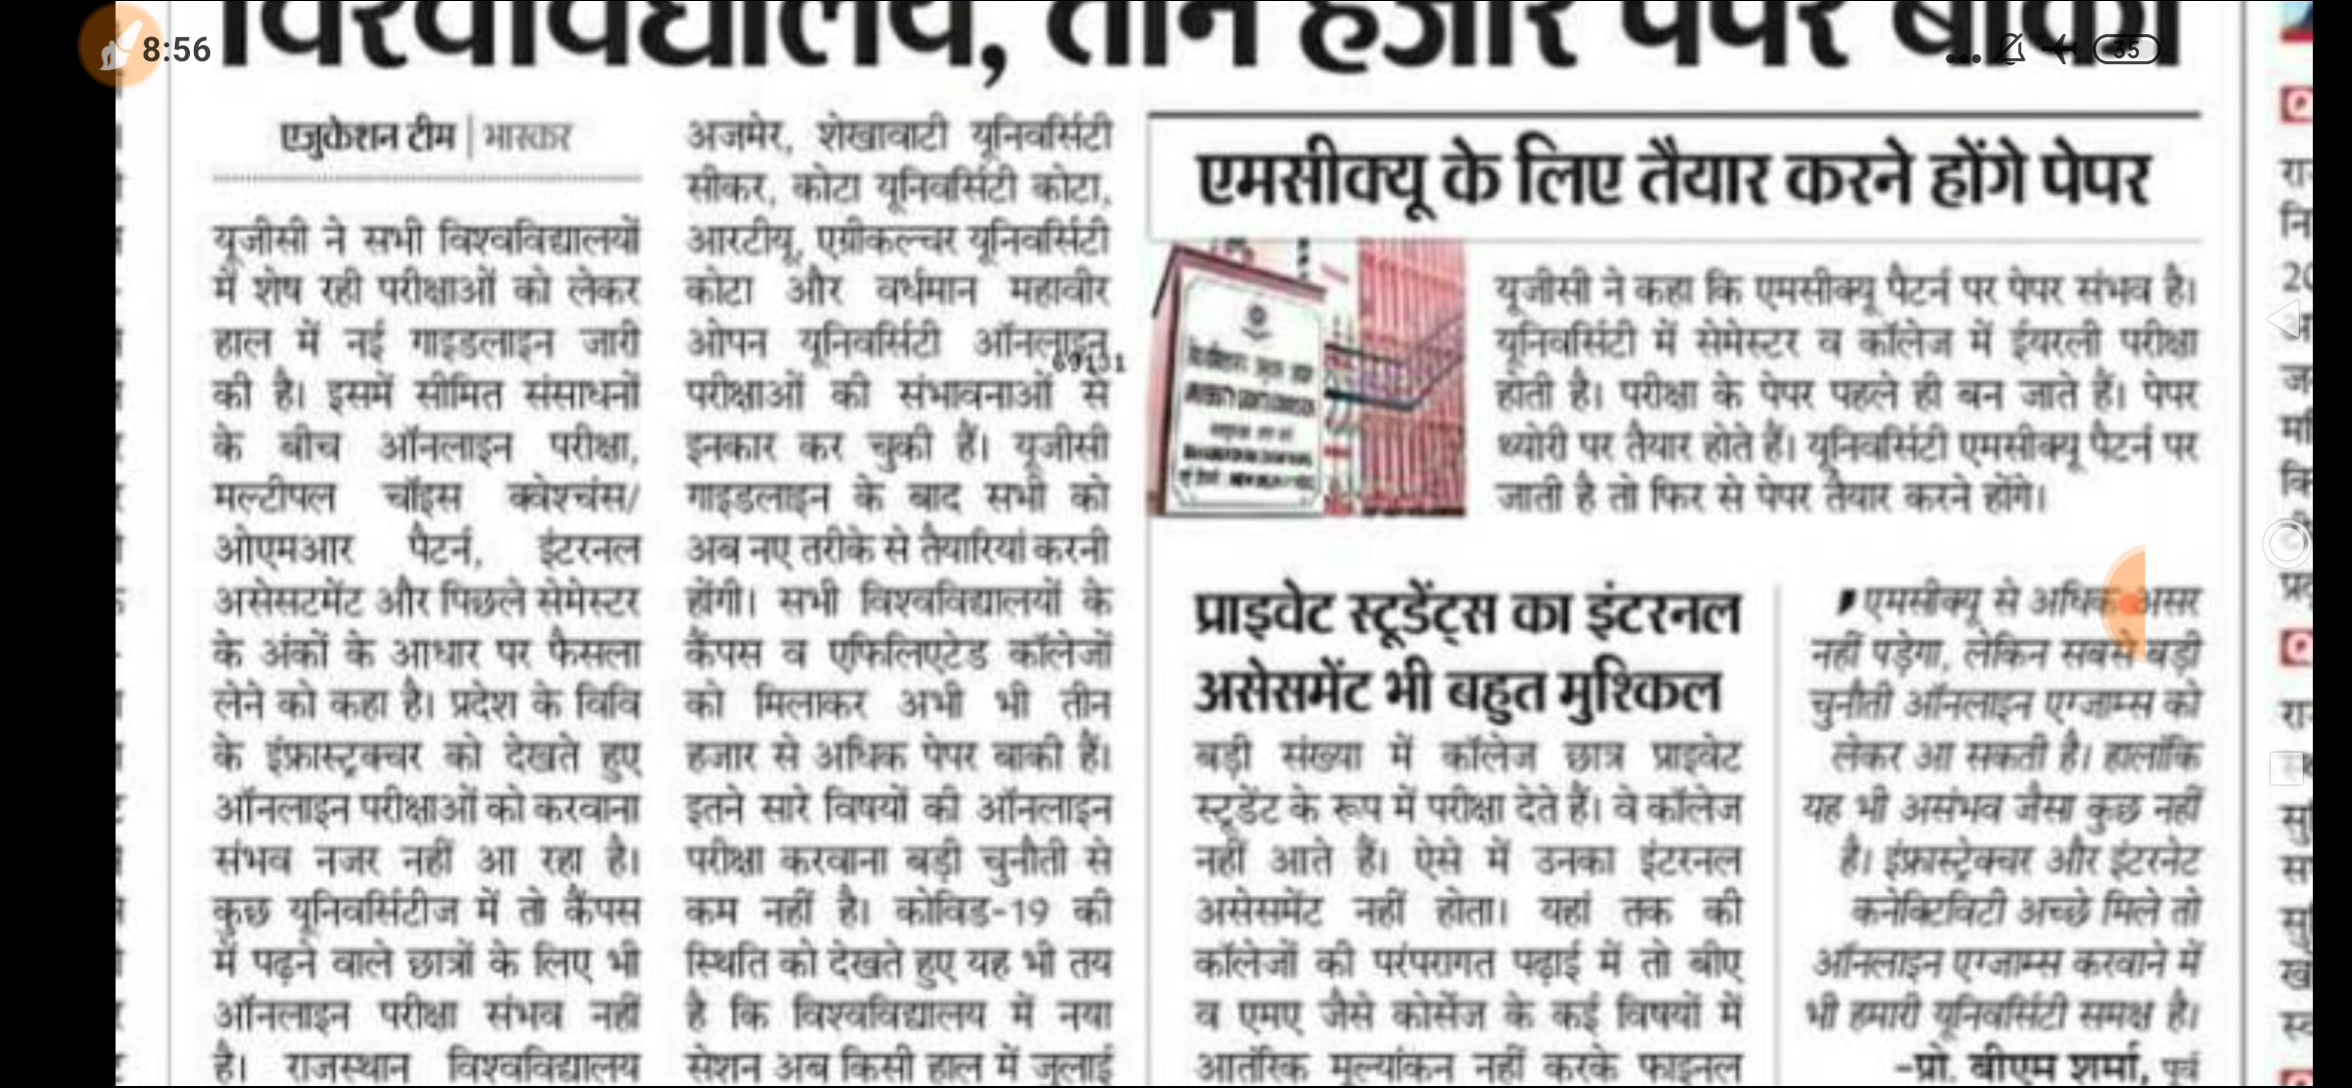 8:56
विश्वविद्यालय, तीन हजार पेपर बाकी
35
एजुकेशन टीम | भास्कर
यूजीसी ने सभी विश्वविद्यालयों
में शेष रही परीक्षाओं को लेकर
हाल में नई गाइडलाइन जारी
की है। इसमें सीमित संसाधनों
के बीच ऑनलाइन परीक्षा,
मल्टीपल चॉइस क्वेश्चंस/
ओएमआर पैटर्न, इंटरनल
असेसटमेंट और पिछले सेमेस्टर
के अंकों के आधार पर फैसला
लेने को कहा है। प्रदेश के विवि
के इंफ्रास्ट्रक्चर को देखते हुए
ऑनलाइन परीक्षाओं को करवाना
संभव नजर नहीं आ रहा है।
कुछ यूनिवर्सिटीज में तो कैंपस
में पढ़ने वाले छात्रों के लिए भी
ऑनलाइन परीक्षा संभव नहीं
है। राजस्थान विश्वविद्यालय
अजमेर, शेखावाटी यूनिवर्सिटी
सीकर, कोटा यूनिवर्सिटी कोटा,
आरटीयू, एग्रीकल्चर यूनिवर्सिटी
कोटा और वर्धमान महावीर
ओपन यूनिवर्सिटी ऑनलाइन
69131
परीक्षाओं की संभावनाओं से
इनकार कर चुकी हैं। यूजीसी
गाइडलाइन के बाद सभी को
अब नए तरीके से तैयारियां करनी
होंगी। सभी विश्वविद्यालयों के
कैंपस व एफिलिएटेड कॉलेजों
को मिलाकर अभी भी तीन
हजार से अधिक पेपर बाकी हैं।
इतने सारे विषयों की ऑनलाइन
परीक्षा करवाना बड़ी चुनौती से
कम नहीं है। कोविड-19 की
स्थिति को देखते हुए यह भी तय
है कि विश्वविद्यालय में नया
सेशन अब किसी हाल में जुलाई
एमसीक्यू के लिए तैयार करने होंगे पेपर
यूजीसी ने कहा कि एमसीक्यू पैटर्न पर पेपर संभव है।
यूनिवर्सिटी में सेमेस्टर व कॉलेज में ईयरली परीक्षा
होती है। परीक्षा के पेपर पहले ही बन जाते हैं। पेपर
थ्योरी पर तैयार होते हैं। यूनिवर्सिटी एमसीक्यू पैटर्न पर
जाती है तो फिर से पेपर तैयार करने होंगे।
प्राइवेट स्टूडेंट्स का इंटरनल
असेसमेंट भी बहुत मुश्किल
बड़ी संख्या में कॉलेज छात्र प्राइवेट
स्टूडेंट के रूप में परीक्षा देते हैं। वे कॉलेज
नहीं आते हैं। ऐसे में उनका इंटरनल
असेसमेंट नहीं होता। यहां तक की
कॉलेजों की परंपरागत पढ़ाई में तो बीए
व एमए जैसे कोर्सेज के कई विषयों में
आतंरिक मूल्यांकन नहीं करके फाइनल
एमसीक्यू से अधिक असर
नहीं पड़ेगा, लेकिन सबसे बड़ी
चुनौती ऑनलाइन एग्जाम्स को
लेकर आ सकती है। हालांकि
यह भी असंभव जैसा कुछ नहीं
है। इंफ्रास्ट्रेक्चर और इंटरनेट
कनेक्टिविटी अच्छे मिले तो
ऑनलाइन एग्जाम्स करवाने में
भी हमारी यूनिवर्सिटी समक्ष है।
-प्रो. बीएम शर्मा, पूर्व